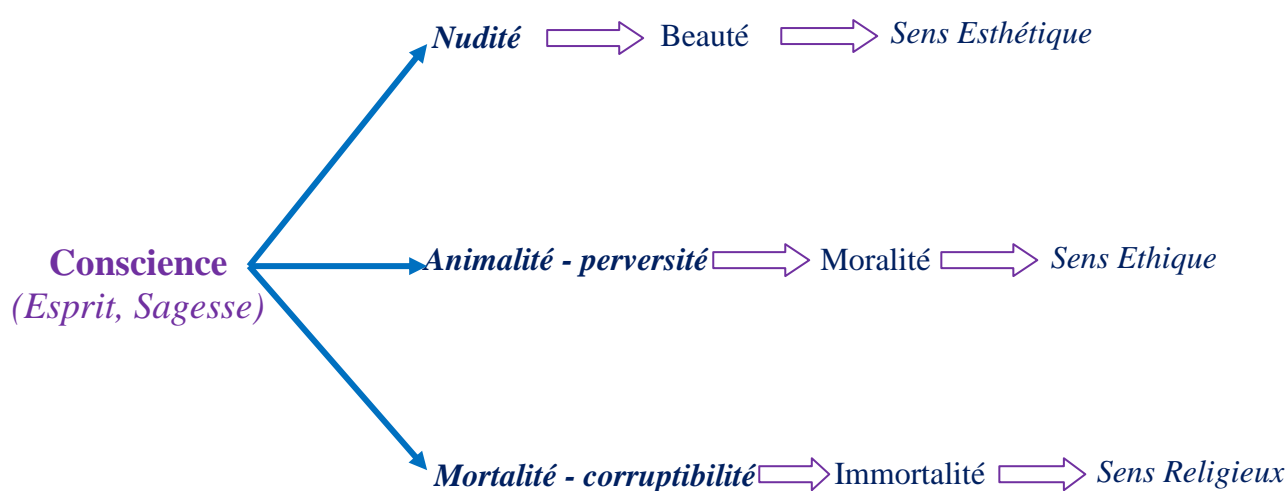 Nudité Beauté Sens Esthétique
Conscience
(Esprit, Sagesse)
Animalité - perversité Moralité Sens Ethique
Mortalité - corruptibilité Immortalité Sens Religieux